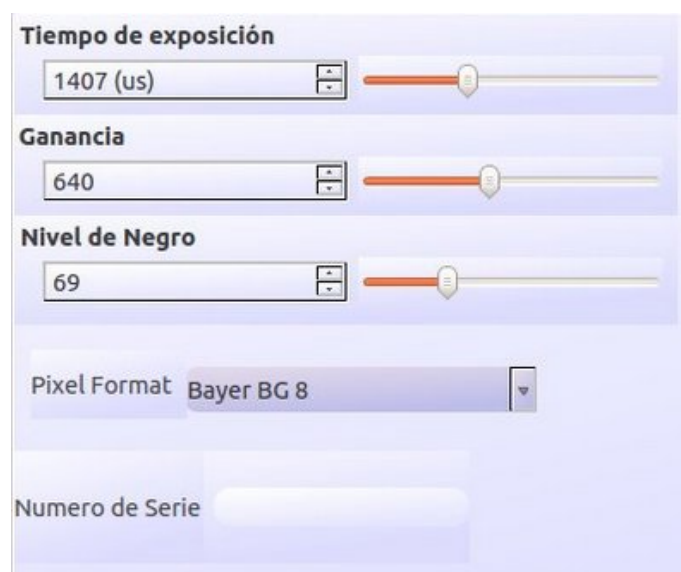 Tiempo de exposición
1407 (us)
Ganancia
640
Nivel de Negro
69
Pixel Format Bayer BG 8
Numero de Serie